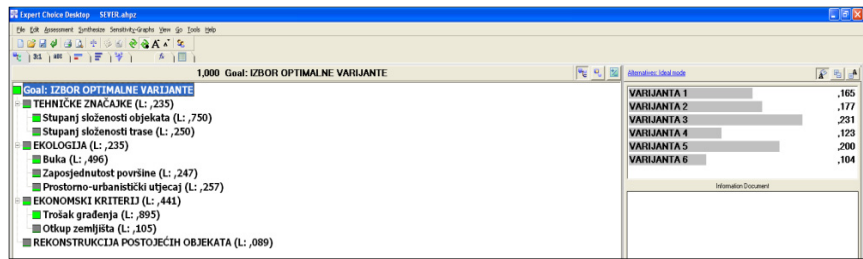 Expert Choice Desktop SEVER.ahpz
File Edit Assessment Synthesize Sensitivity-Graphs View Go Tools Help
3:1 ABC
1,000 Goal: IZBOR OPTIMALNE VARIJANTE
Alternatives: Ideal mode
Goal: IZBOR OPTIMALNE VARIJANTE
TEHNIČKE ZNAČAJKE (L: ,235)
Stupanj složenosti objekata (L: ,750)
Stupanj složenosti trase (L: ,250)
EKOLOGIJA (L: ,235)
Buka (L: ,496)
Zaposjednutost površine (L: ,247)
Prostorno-urbanistički utjecaj (L: ,257)
EKONOMSKI KRITERIJ (L: ,441)
Trošak građenja (L: ,895)
Otkup zemljišta (L: ,105)
REKONSTRUKCIJA POSTOJEĆIH OBJEKATA (L: ,089)
VARIJANTA 1 ,165
VARIJANTA 2 ,177
VARIJANTA 3 ,231
VARIJANTA 4 ,123
VARIJANTA 5 ,200
VARIJANTA 6 ,104
Information Document